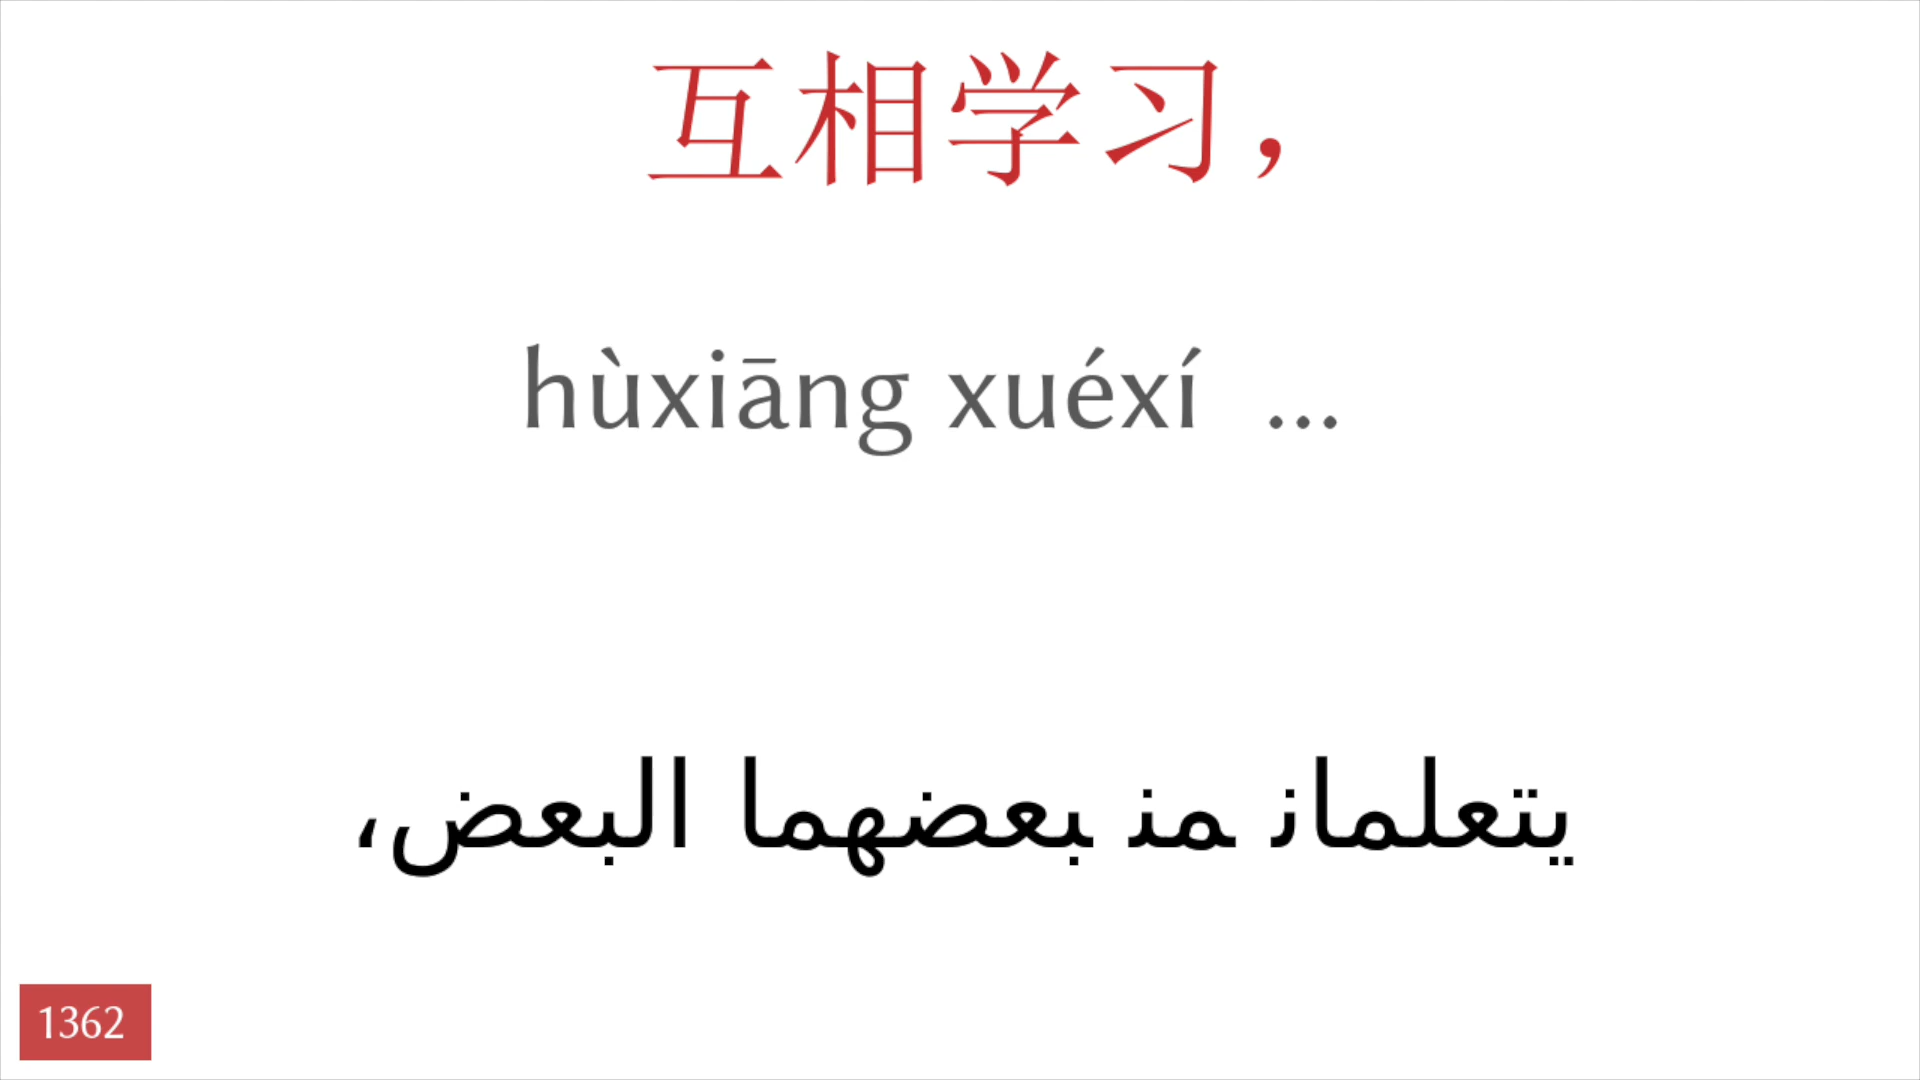 互相学习，
hùxiāng xuéxí ...
يتعلمان من بعضهما البعض،
1362